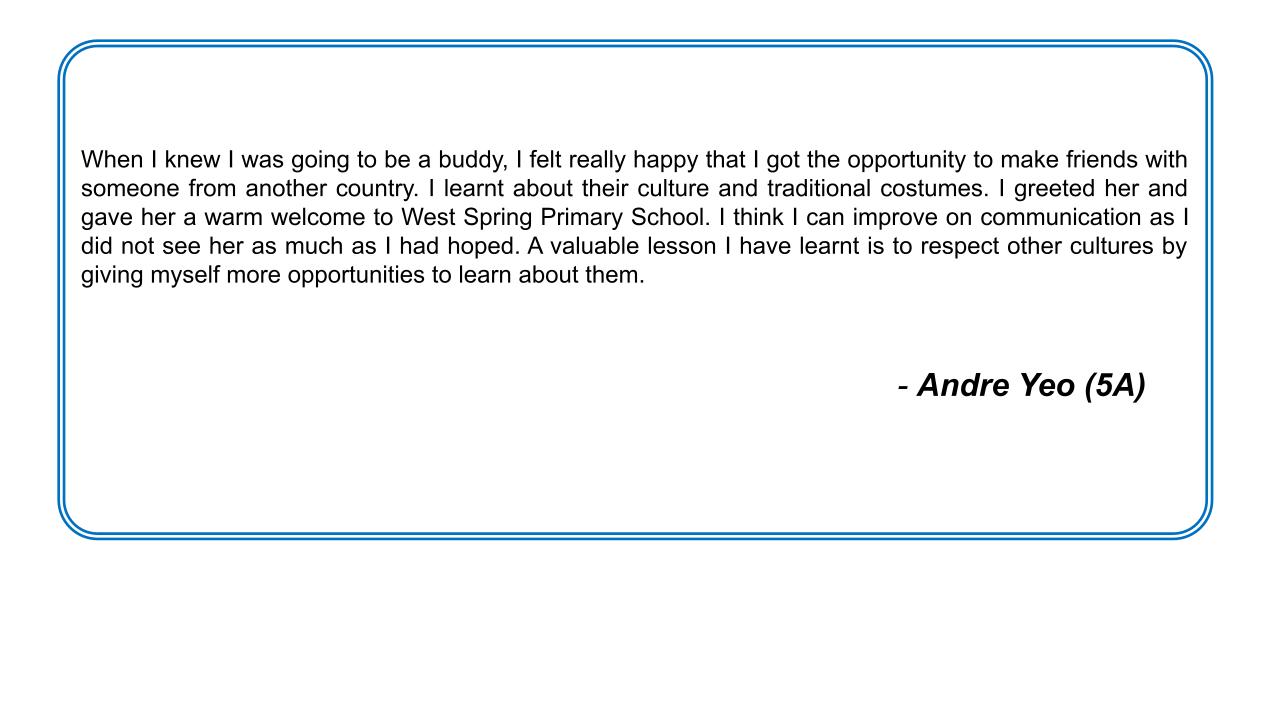 When I knew I was going to be a buddy, I felt really happy that I got the opportunity to make friends with
someone from another country. I learnt about their culture and traditional costumes. I greeted her and
gave her a warm welcome to West Spring Primary School. I think I can improve on communication as I
did not see her as much as I had hoped. A valuable lesson I have learnt is to respect other cultures by
giving myself more opportunities to learn about them.
- Andre Yeo (5A)